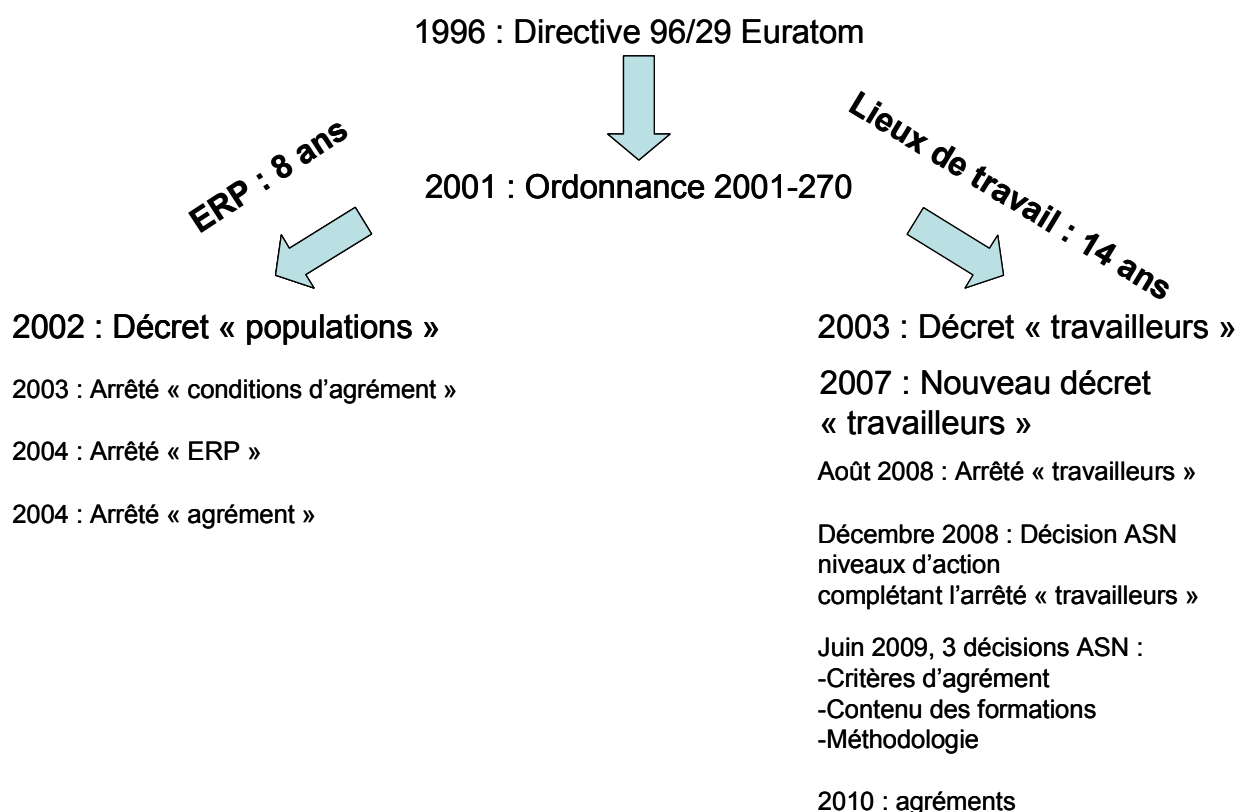 1996 : Directive 96/29 Euratom
ERP : 8 ans
Lieux de travail : 14 ans
2001 : Ordonnance 2001-270
2002 : Décret « populations »
2003 : Arrêté « conditions d’agrément »
2004 : Arrêté « ERP »
2004 : Arrêté « agrément »
2003 : Décret « travailleurs »
2007 : Nouveau décret
« travailleurs »
Août 2008 : Arrêté « travailleurs »
Décembre 2008 : Décision ASN
niveaux d’action
complétant l’arrêté « travailleurs »
Juin 2009, 3 décisions ASN :
-Critères d’agrément
-Contenu des formations
-Méthodologie
2010 : agréments